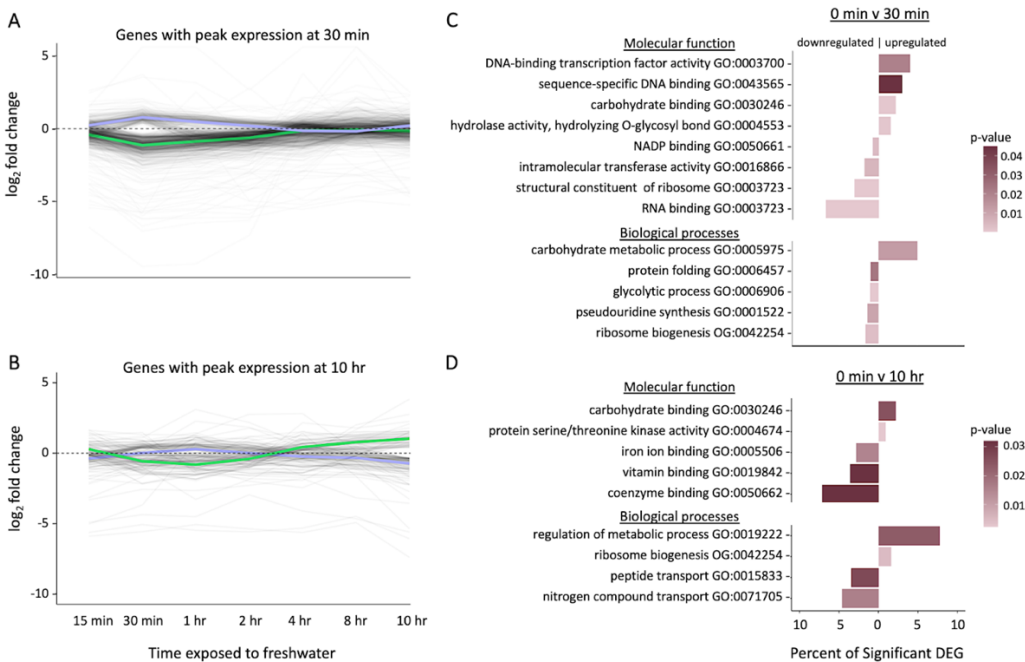 A
Genes with peak expression at 30 min
5
0
-5
-10
log2 fold change
B
Genes with peak expression at 10 hr
5
0
-5
-10
log2 fold change
15 min 30 min 1 hr 2 hr 4 hr 8 hr 10 hr
Time exposed to freshwater
C
0 min v 30 min
Molecular function
downregulated | upregulated
DNA-binding transcription factor activity GO:0003700
sequence-specific DNA binding GO:0043565
carbohydrate binding GO:0030246
hydrolase activity, hydrolyzing O-glycosyl bond GO:0004553
NADP binding GO:0050661
intramolecular transferase activity GO:0016866
structural constituent of ribosome GO:0003723
RNA binding GO:0003723
Biological processes
carbohydrate metabolic process GO:0005975
protein folding GO:0006457
glycolytic process GO:0006906
pseudouridine synthesis GO:0001522
ribosome biogenesis OG:0042254
p-value
0.04
0.03
0.02
0.01
D
0 min v 10 hr
Molecular function
carbohydrate binding GO:0030246
protein serine/threonine kinase activity GO:0004674
iron ion binding GO:0005506
vitamin binding GO:0019842
coenzyme binding GO:0050662
Biological processes
regulation of metabolic process GO:0019222
ribosome biogenesis OG:0042254
peptide transport GO:0015833
nitrogen compound transport GO:0071705
p-value
0.03
0.02
0.01
10 5 0 5 10
Percent of Significant DEG